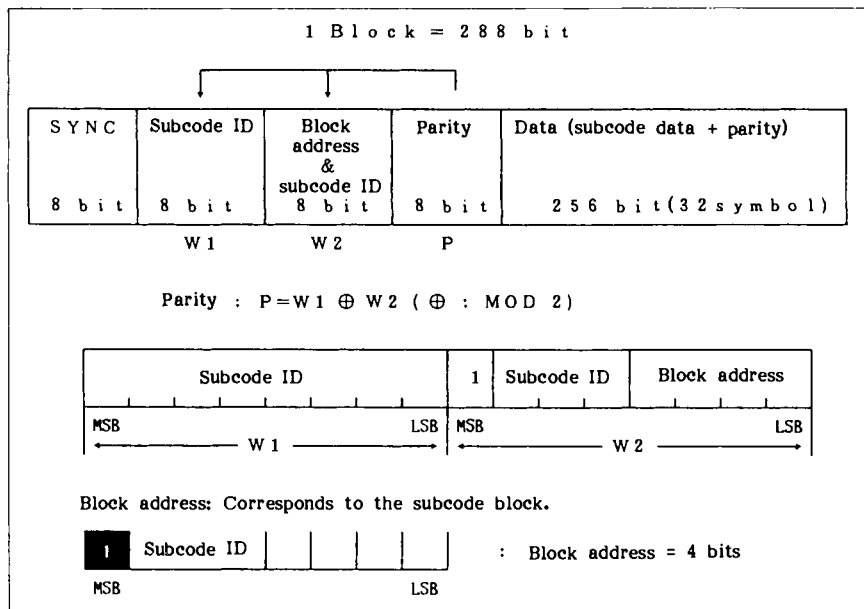 1 Block = 288 bit
SYNC
8 bit
Subcode ID
8 bit
Block
address
&
subcode ID
8 bit
Parity
8 bit
Data (subcode data + parity)
256 bit(32symbol)
W1 W2 P
Parity : P=W1 ⊕ W2 ( ⊕ : MOD 2)
Subcode ID 1 Subcode ID Block address
MSB LSB MSB LSB
W1 W2
Block address: Corresponds to the subcode block.
1 Subcode ID : Block address = 4 bits
MSB LSB